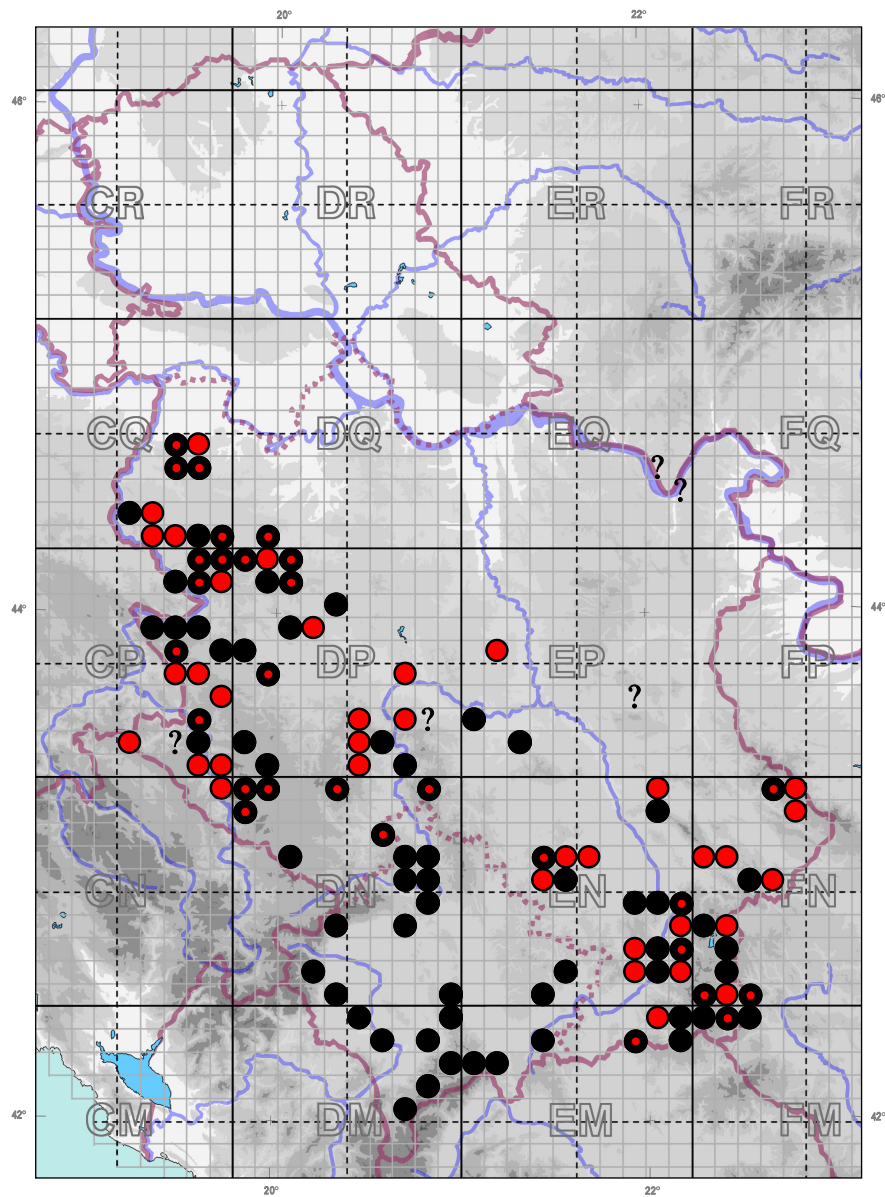 20° 22°
46° 46°
CR DR ER FR
CQ DQ EQ FQ
?
?
44° 44°
CP DP EP FP
?
?
?
CN DN EN FN
42° 42°
CM DM EM FM
20° 22°